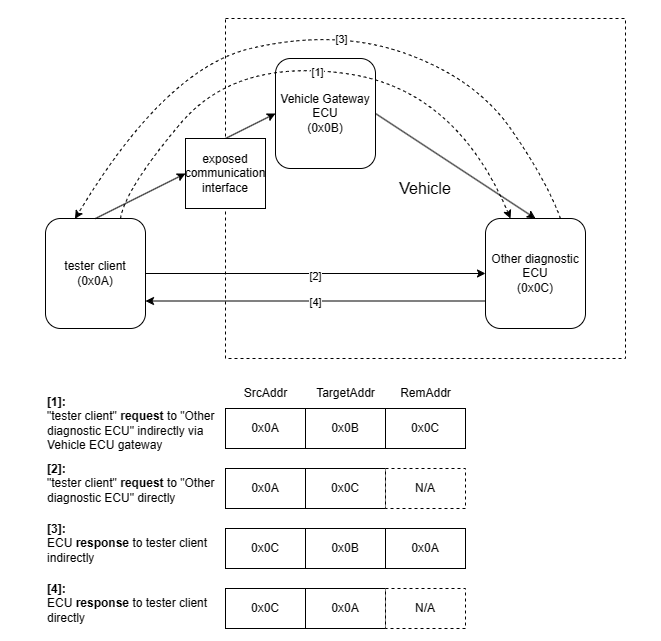 [3]
[1]
Vehicle Gateway
ECU
(0x0B)
exposed
communication
interface
Vehicle
tester client
(0x0A)
Other diagnostic
ECU
(0x0C)
[2]
[4]
SrcAddr TargetAddr RemAddr
[1]:
"tester client" request to "Other
diagnostic ECU" indirectly via
Vehicle ECU gateway
0x0A 0x0B 0x0C
[2]:
"tester client" request to "Other
diagnostic ECU" directly
0x0A 0x0C N/A
[3]:
ECU response to tester client
indirectly
0x0C 0x0B 0x0A
[4]:
ECU response to tester client
directly
0x0C 0x0A N/A